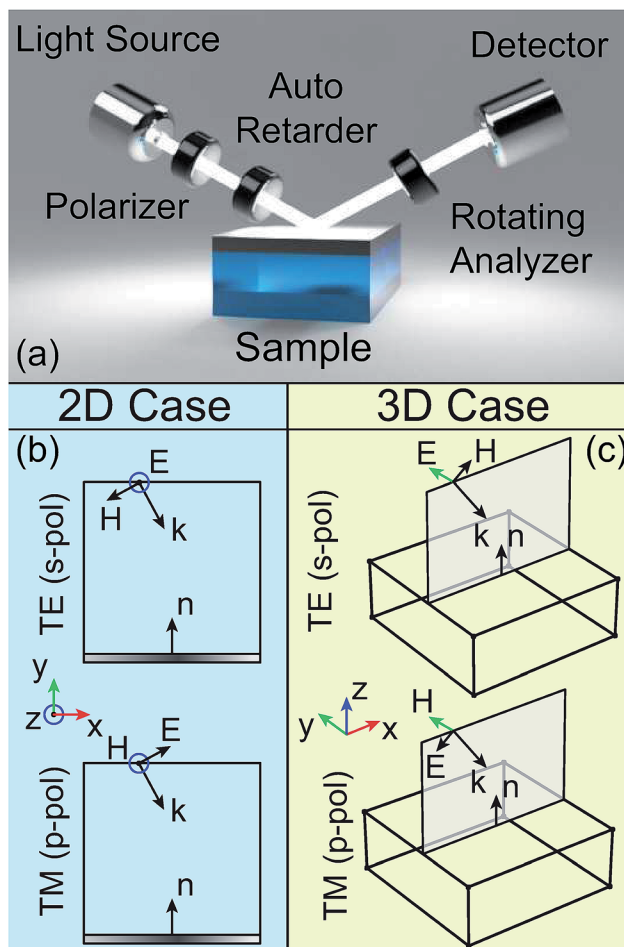 Light Source
Detector
Auto
Retarder
Polarizer
Rotating
Analyzer
Sample
(a)
2D Case
3D Case
(b)
TE (s-pol)
E
H
k
n
y
z
x
TM (p-pol)
H
E
k
n
(c)
TE (s-pol)
E
H
k
n
z
y
x
TM (p-pol)
H
E
k
n